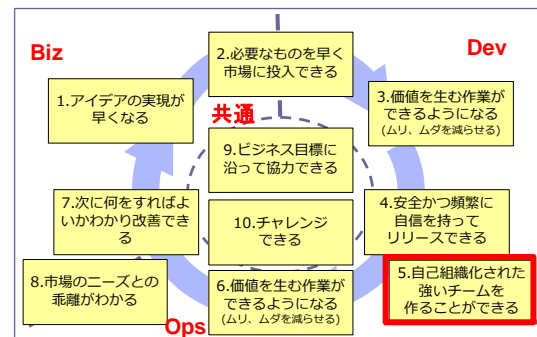 Biz
Dev
2.必要なものを早く
市場に投入できる
1.アイデアの実現が
早くなる
3.価値を生む作業が
できるようになる
(ムリ、ムダを減らせる)
共通
9.ビジネス目標に
沿って協力できる
7.次に何をすればよ
いかわかり改善でき
る
10.チャレンジ
できる
4.安全かつ頻繁に
自信を持って
リリースできる
8.市場のニーズとの
乖離がわかる
6.価値を生む作業が
できるようになる
(ムリ、ムダを減らせる)
5.自己組織化された
強いチームを
作ることができる
Ops